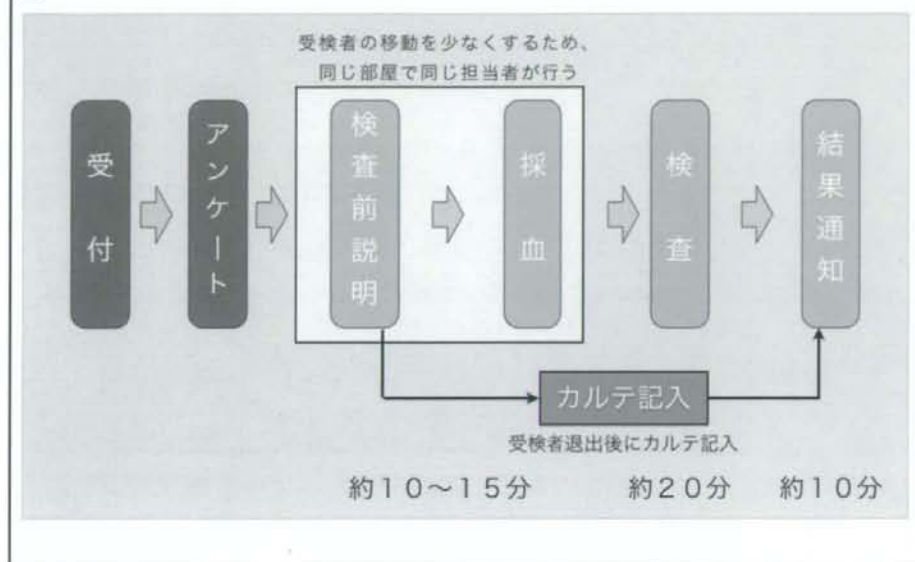 受検者の移動を少なくするため、
同じ部屋で同じ担当者が行う
受付
アンケート
検査前説明
採血
検査
結果通知
カルテ記入
受検者退出後にカルテ記入
約10〜15分
約20分
約10分